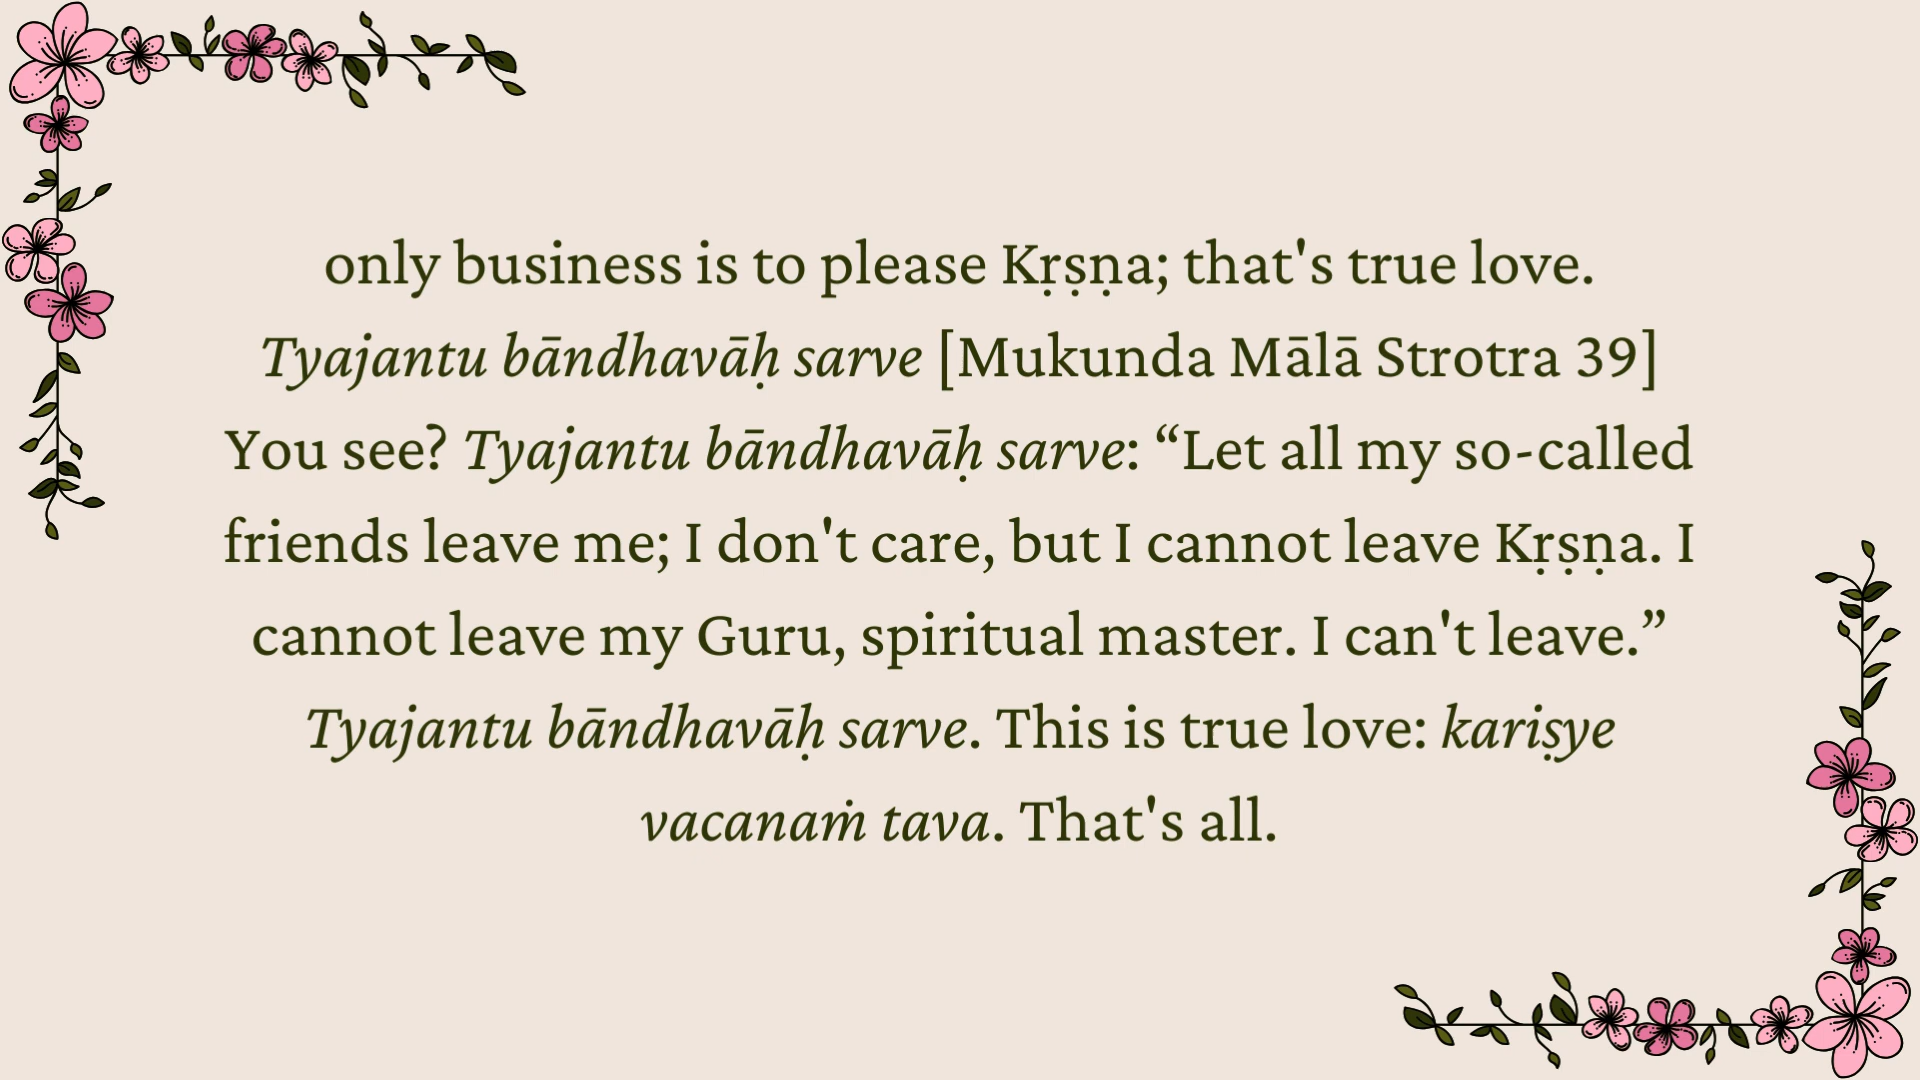 only business is to please Kṛṣṇa; that's true love.
Tyajantu bāndhavāḥ sarve [Mukunda Mālā Strotra 39]
You see? Tyajantu bāndhavāḥ sarve: “Let all my so-called
friends leave me; I don't care, but I cannot leave Kṛṣṇa. I
cannot leave my Guru, spiritual master. I can't leave.”
Tyajantu bāndhavāḥ sarve. This is true love: kariṣye
vacanaṁ tava. That's all.